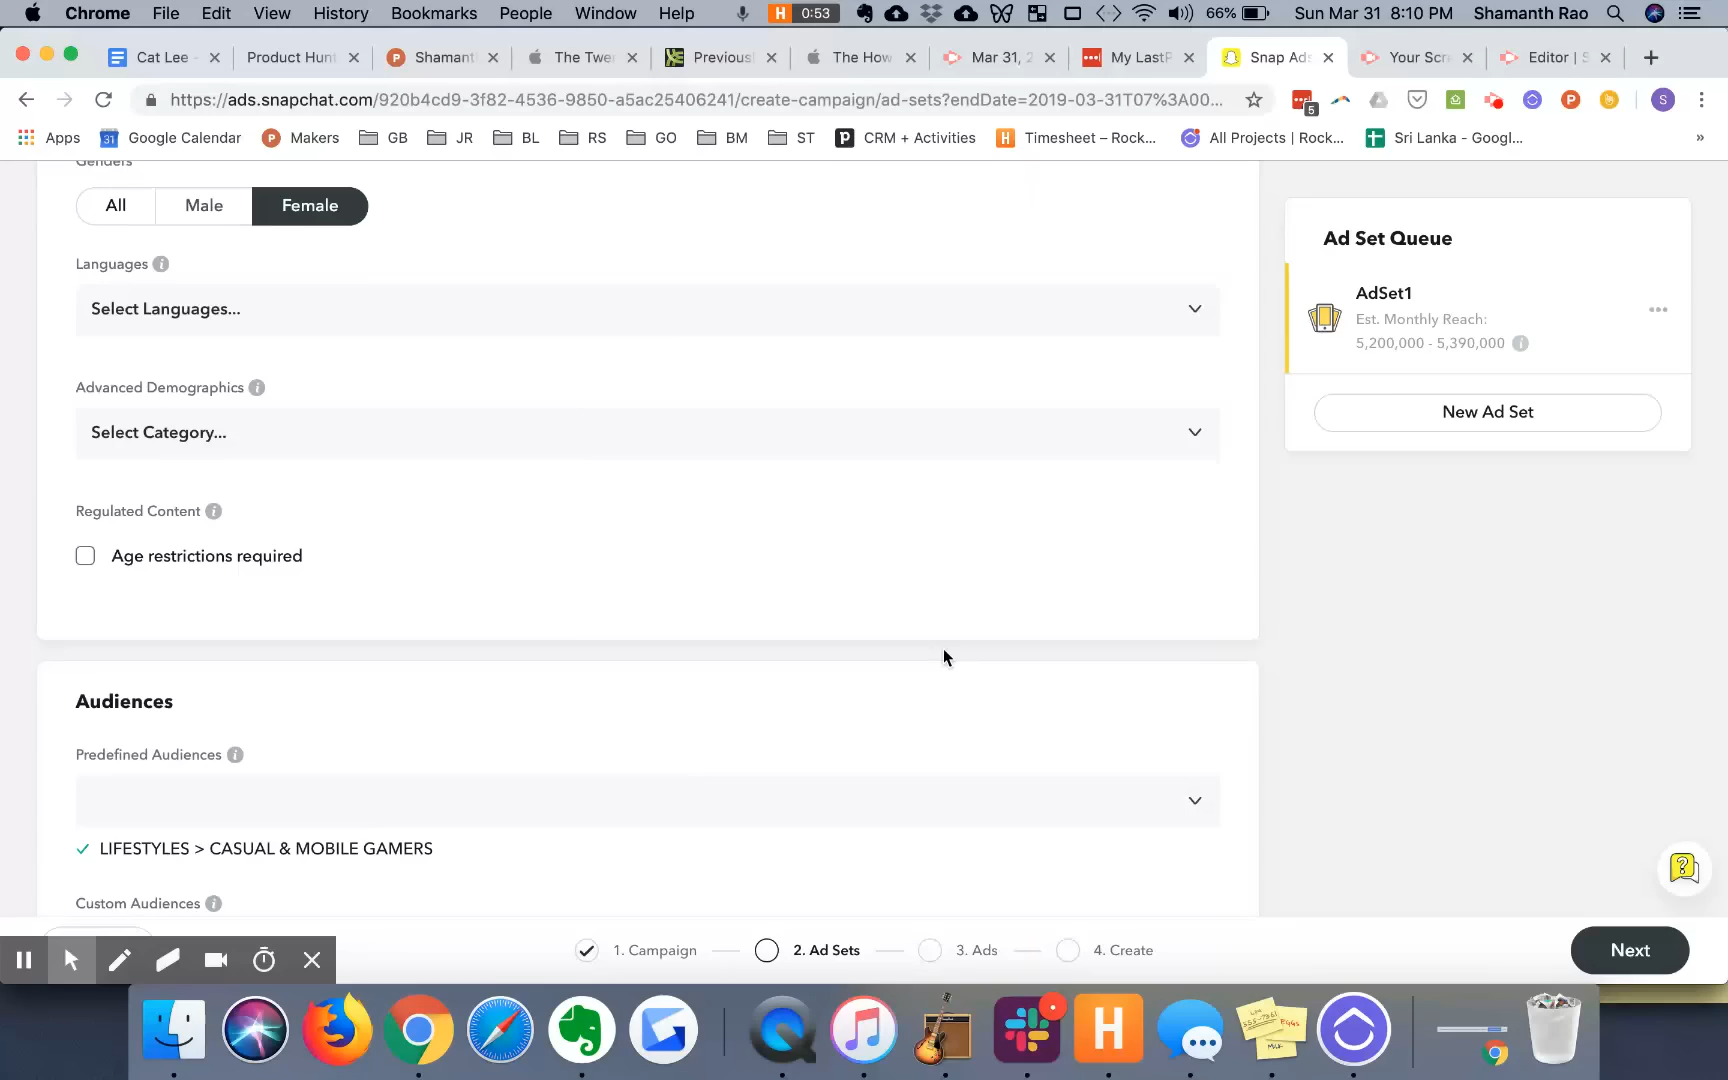 Chrome File Edit View History Bookmarks People Window Help H 0:53 66% Sun Mar 31 8:10 PM Shamanth Rao
Cat Lee - Product Hunt Shamant The Twe Previous The How Mar 31, 2 My LastP Snap Ads Your Scr Editor | S
https://ads.snapchat.com/920b4cd9-3f82-4536-9850-a5ac25406241/create-campaign/ad-sets?endDate=2019-03-31T07%3A00... 5 S
Apps 31 Google Calendar P Makers GB JR BL RS GO BM ST P CRM + Activities H Timesheet – Rock... All Projects | Rock... Sri Lanka - Googl... »
Genders
All Male Female
Languages
Select Languages...
Advanced Demographics
Select Category...
Regulated Content
Age restrictions required
Audiences
Predefined Audiences
LIFESTYLES > CASUAL & MOBILE GAMERS
Custom Audiences
Ad Set Queue
AdSet1
Est. Monthly Reach:
5,200,000 - 5,390,000
New Ad Set
1. Campaign 2. Ad Sets 3. Ads 4. Create
Next